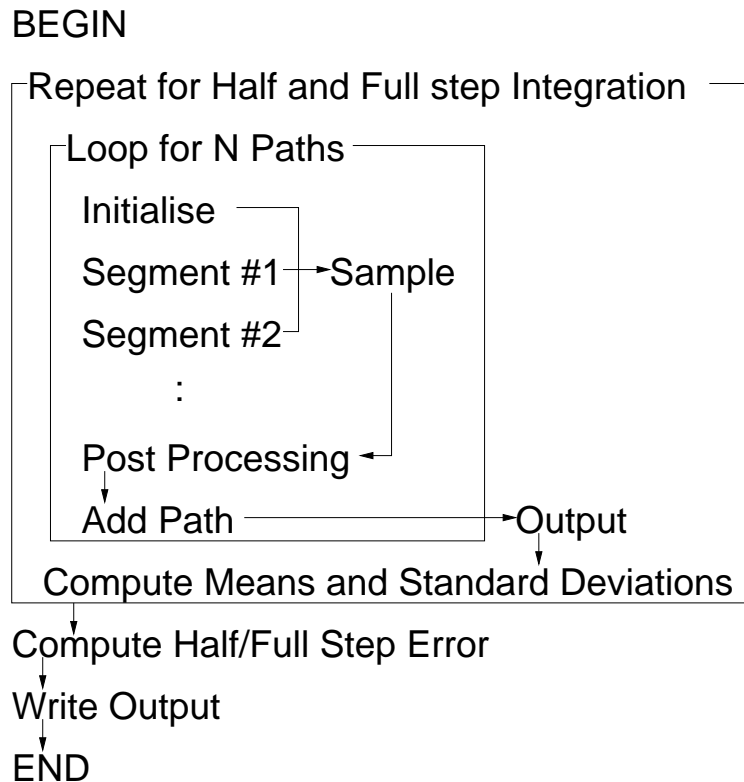 BEGIN
Repeat for Half and Full step Integration
Loop for N Paths
Initialise
Segment #1 Sample
Segment #2
:
Post Processing
Add Path Output
Compute Means and Standard Deviations
Compute Half/Full Step Error
Write Output
END